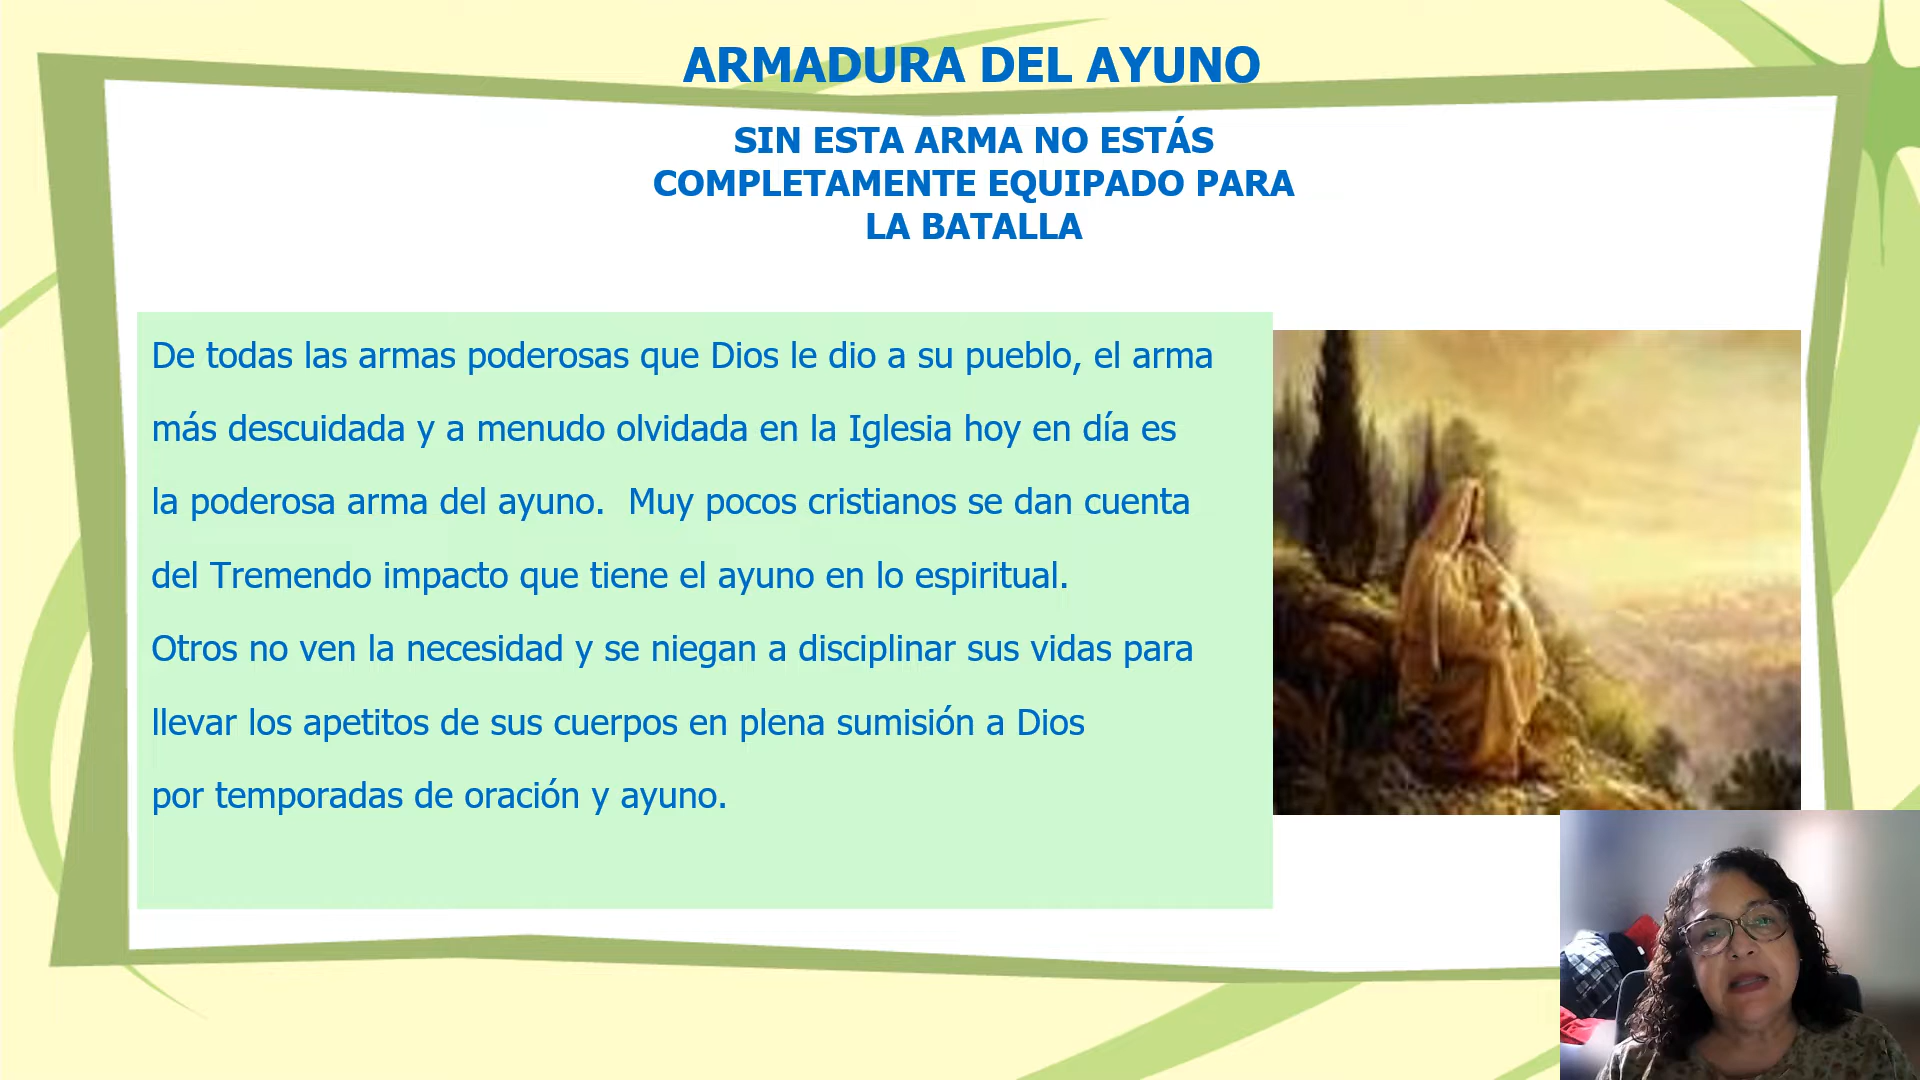 ARMADURA DEL AYUNO
SIN ESTA ARMA NO ESTÁS
COMPLETAMENTE EQUIPADO PARA
LA BATALLA
De todas las armas poderosas que Dios le dio a su pueblo, el arma
más descuidada y a menudo olvidada en la Iglesia hoy en día es
la poderosa arma del ayuno.  Muy pocos cristianos se dan cuenta
del Tremendo impacto que tiene el ayuno en lo espiritual.
Otros no ven la necesidad y se niegan a disciplinar sus vidas para
llevar los apetitos de sus cuerpos en plena sumisión a Dios
por temporadas de oración y ayuno.